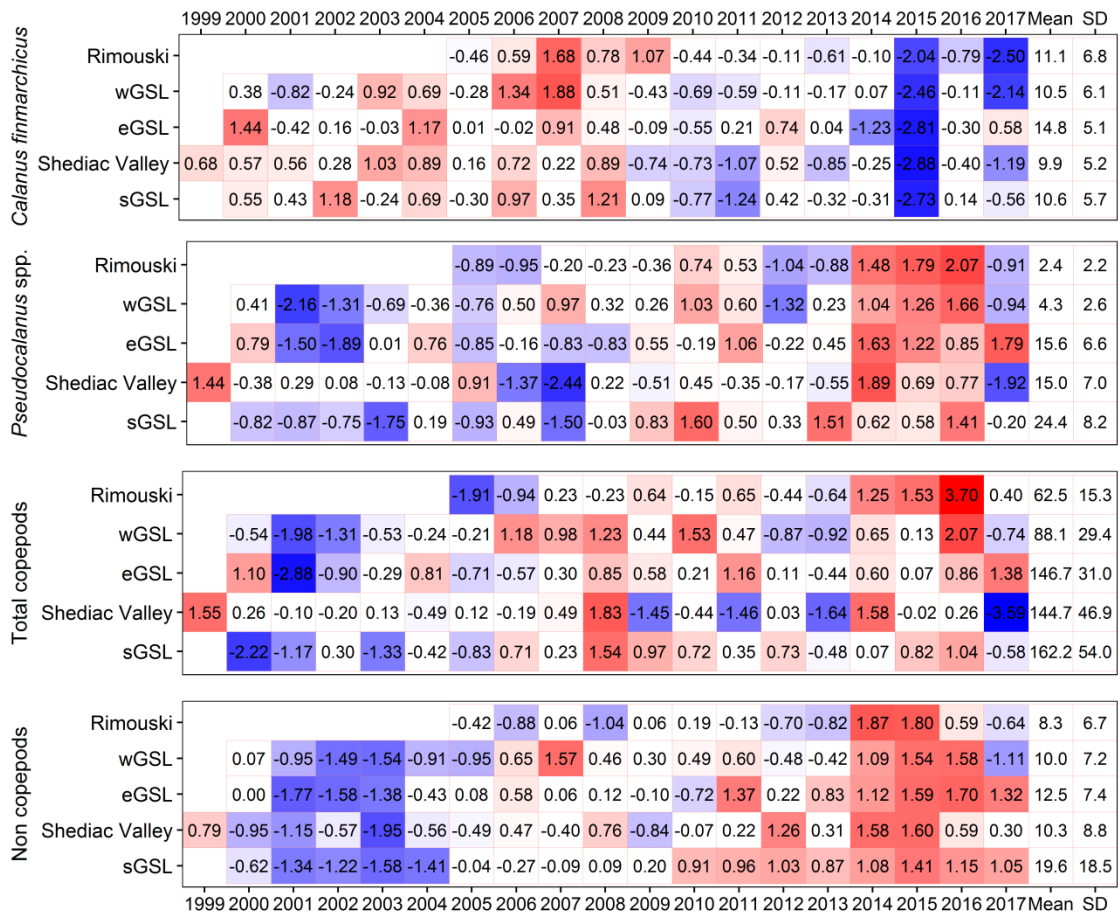 1999 2000 2001 2002 2003 2004 2005 2006 2007 2008 2009 2010 2011 2012 2013 2014 2015 2016 2017 Mean SD
Calanus finmarchicus
Rimouski -0.46 0.59 1.68 0.78 1.07 -0.44 -0.34 -0.11 -0.61 -0.10 -2.04 -0.79 -2.50 11.1 6.8
wGSL 0.38 -0.82 -0.24 0.92 0.69 -0.28 1.34 1.88 0.51 -0.43 -0.69 -0.59 -0.11 -0.17 0.07 -2.46 -0.11 -2.14 10.5 6.1
eGSL 1.44 -0.42 0.16 -0.03 1.17 0.01 -0.02 0.91 0.48 -0.09 -0.55 0.21 0.74 0.04 -1.23 -2.81 -0.30 0.58 14.8 5.1
Shediac Valley 0.68 0.57 0.56 0.28 1.03 0.89 0.16 0.72 0.22 0.89 -0.74 -0.73 -1.07 0.52 -0.85 -0.25 -2.88 -0.40 -1.19 9.9 5.2
sGSL 0.55 0.43 1.18 -0.24 0.69 -0.30 0.97 0.35 1.21 0.09 -0.77 -1.24 0.42 -0.32 -0.31 -2.73 0.14 -0.56 10.6 5.7
Pseudocalanus spp.
Rimouski -0.89 -0.95 -0.20 -0.23 -0.36 0.74 0.53 -1.04 -0.88 1.48 1.79 2.07 -0.91 2.4 2.2
wGSL 0.41 -2.16 -1.31 -0.69 -0.36 -0.76 0.50 0.97 0.32 0.26 1.03 0.60 -1.32 0.23 1.04 1.26 1.66 -0.94 4.3 2.6
eGSL 0.79 -1.50 -1.89 0.01 0.76 -0.85 -0.16 -0.83 -0.83 0.55 -0.19 1.06 -0.22 0.45 1.63 1.22 0.85 1.79 15.6 6.6
Shediac Valley 1.44 -0.38 0.29 0.08 -0.13 -0.08 0.91 -1.37 -2.44 0.22 -0.51 0.45 -0.35 -0.17 -0.55 1.89 0.69 0.77 -1.92 15.0 7.0
sGSL -0.82 -0.87 -0.75 -1.75 0.19 -0.93 0.49 -1.50 -0.03 0.83 1.60 0.50 0.33 1.51 0.62 0.58 1.41 -0.20 24.4 8.2
Total copepods
Rimouski -1.91 -0.94 0.23 -0.23 0.64 -0.15 0.65 -0.44 -0.64 1.25 1.53 3.70 0.40 62.5 15.3
wGSL -0.54 -1.98 -1.31 -0.53 -0.24 -0.21 1.18 0.98 1.23 0.44 1.53 0.47 -0.87 -0.92 0.65 0.13 2.07 -0.74 88.1 29.4
eGSL 1.10 -2.88 -0.90 -0.29 0.81 -0.71 -0.57 0.30 0.85 0.58 0.21 1.16 0.11 -0.44 0.60 0.07 0.86 1.38 146.7 31.0
Shediac Valley 1.55 0.26 -0.10 -0.20 0.13 -0.49 0.12 -0.19 0.49 1.83 -1.45 -0.44 -1.46 0.03 -1.64 1.58 -0.02 0.26 -3.59 144.7 46.9
sGSL -2.22 -1.17 0.30 -1.33 -0.42 -0.83 0.71 0.23 1.54 0.97 0.72 0.35 0.73 -0.48 0.07 0.82 1.04 -0.58 162.2 54.0
Non copepods
Rimouski -0.42 -0.88 0.06 -1.04 0.06 0.19 -0.13 -0.70 -0.82 1.87 1.80 0.59 -0.64 8.3 6.7
wGSL 0.07 -0.95 -1.49 -1.54 -0.91 -0.95 0.65 1.57 0.46 0.30 0.49 0.60 -0.48 -0.42 1.09 1.54 1.58 -1.11 10.0 7.2
eGSL 0.00 -1.77 -1.58 -1.38 -0.43 0.08 0.58 0.06 0.12 -0.10 -0.72 1.37 0.22 0.83 1.12 1.59 1.70 1.32 12.5 7.4
Shediac Valley 0.79 -0.95 -1.15 -0.57 -1.95 -0.56 -0.49 0.47 -0.40 0.76 -0.84 -0.07 0.22 1.26 0.31 1.58 1.60 0.59 0.30 10.3 8.8
sGSL -0.62 -1.34 -1.22 -1.58 -1.41 -0.04 -0.27 -0.09 0.09 0.20 0.91 0.96 1.03 0.87 1.08 1.41 1.15 1.05 19.6 18.5
1999 2000 2001 2002 2003 2004 2005 2006 2007 2008 2009 2010 2011 2012 2013 2014 2015 2016 2017 Mean SD